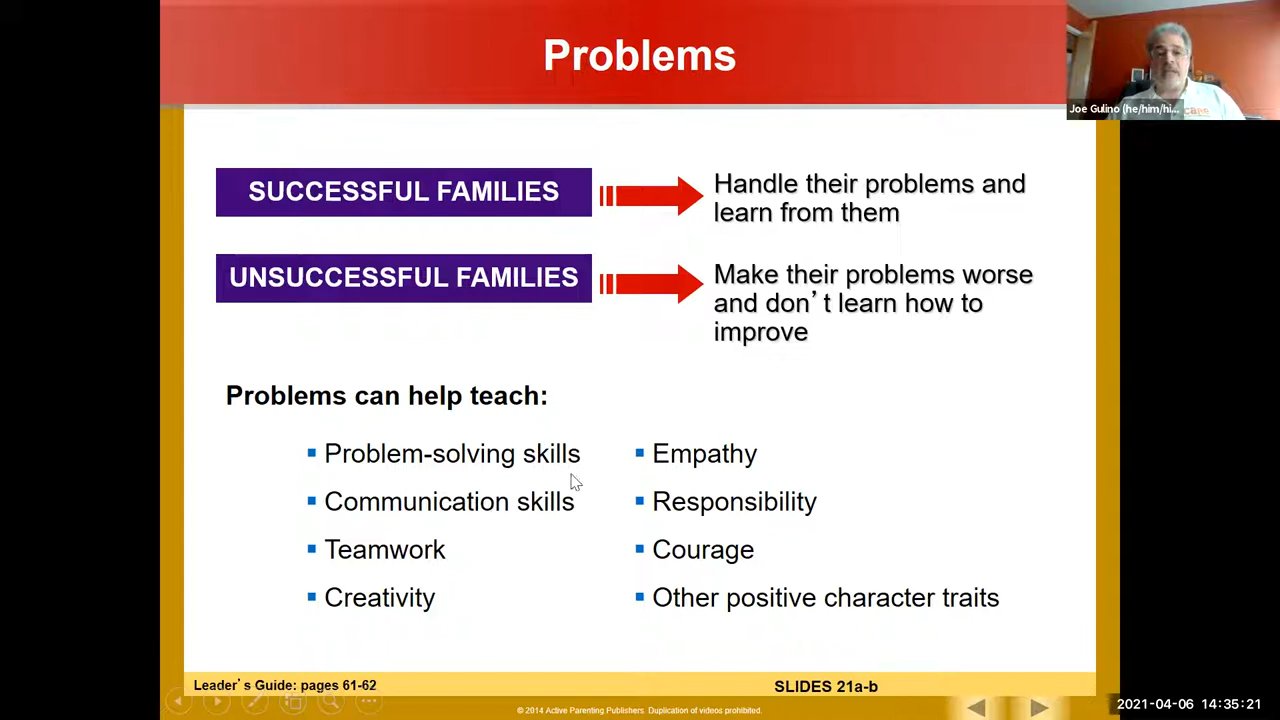 Problems
Joe Gulino (he/him/hi...
SUCCESSFUL FAMILIES
Handle their problems and
learn from them
UNSUCCESSFUL FAMILIES
Make their problems worse
and don’t learn how to
improve
Problems can help teach:
Problem-solving skills
Communication skills
Teamwork
Creativity
Empathy
Responsibility
Courage
Other positive character traits
Leader’s Guide: pages 61-62
SLIDES 21a-b
© 2014 Active Parenting Publishers. Duplication of videos prohibited.
2021-04-06 14:35:21